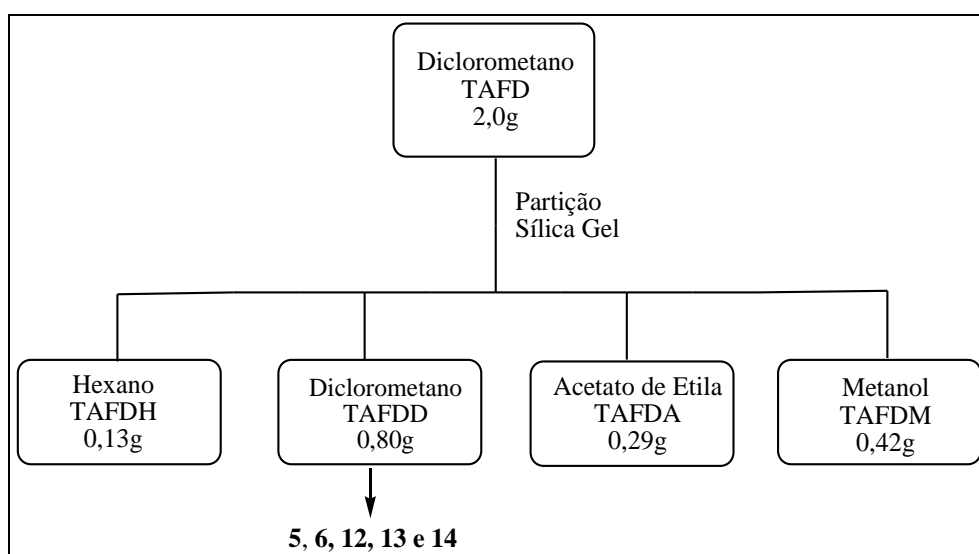 Diclorometano
TAFD
2,0g
Partição
Sílica Gel
Hexano
TAFDH
0,13g
Diclorometano
TAFDD
0,80g
Acetato de Etila
TAFDA
0,29g
Metanol
TAFDM
0,42g
5, 6, 12, 13 e 14